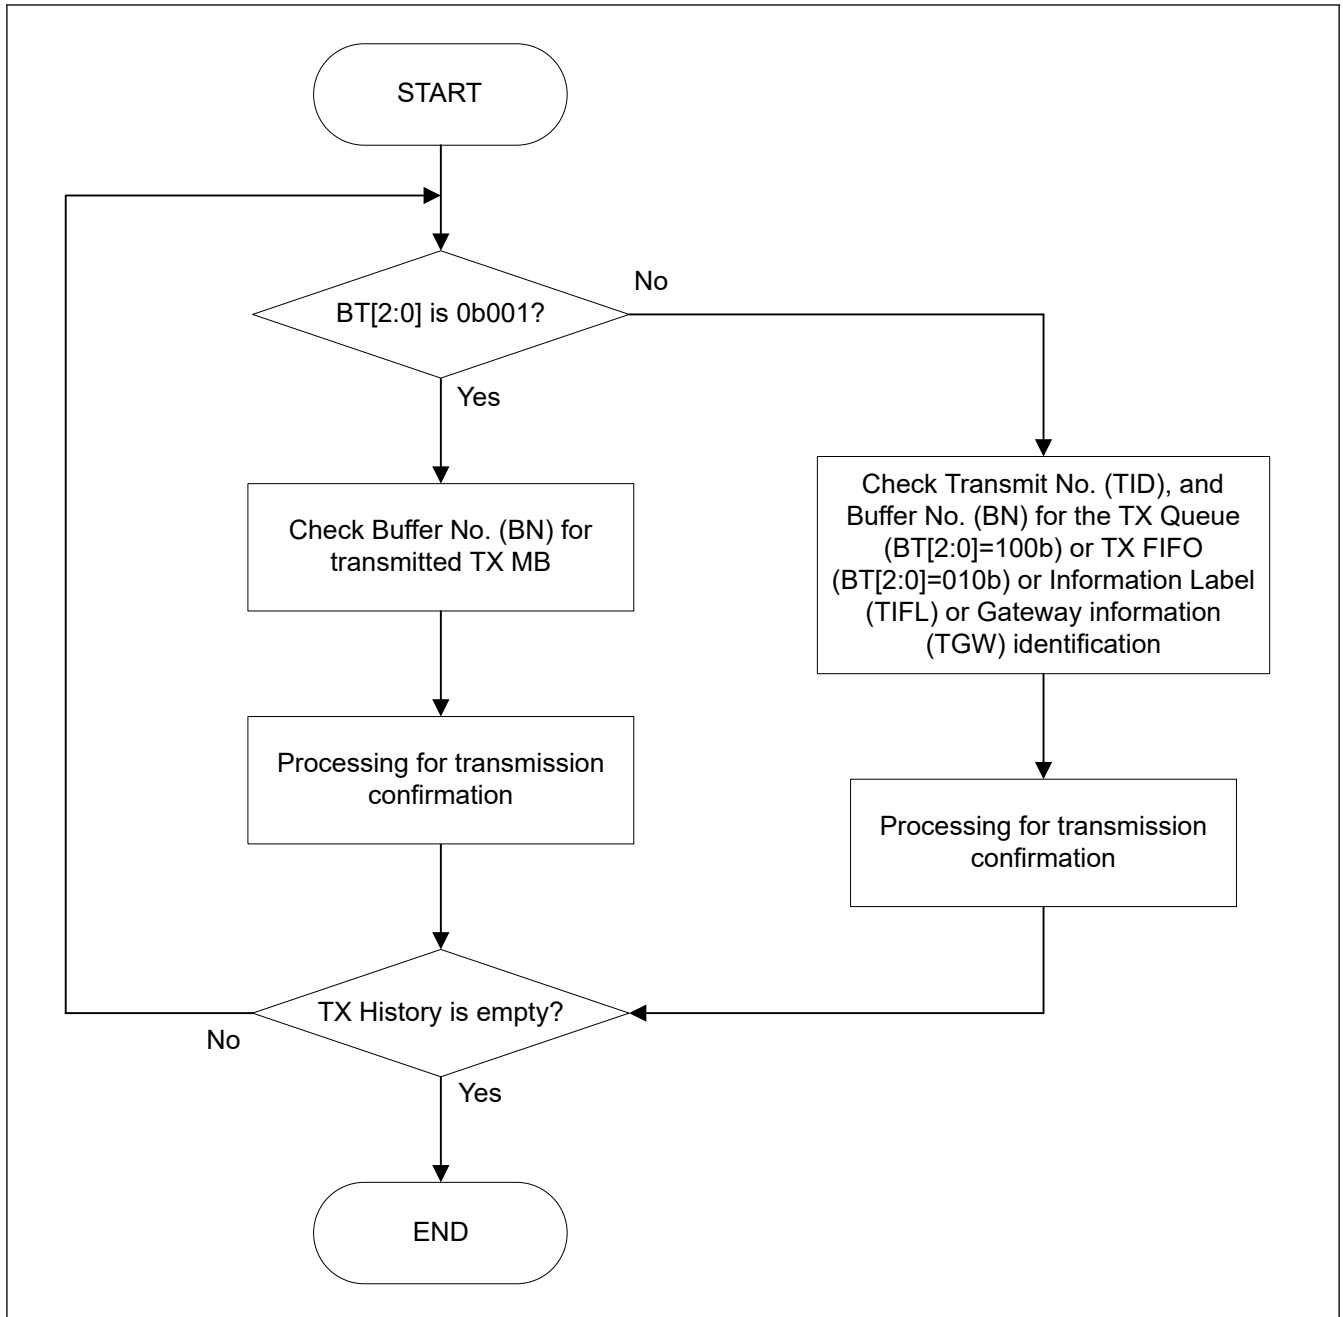 START
BT[2:0] is 0b001?
No
Yes
Check Buffer No. (BN) for
transmitted TX MB
Check Transmit No. (TID), and
Buffer No. (BN) for the TX Queue
(BT[2:0]=100b) or TX FIFO
(BT[2:0]=010b) or Information Label
(TIFL) or Gateway information
(TGW) identification
Processing for transmission
confirmation
Processing for transmission
confirmation
TX History is empty?
No
Yes
END